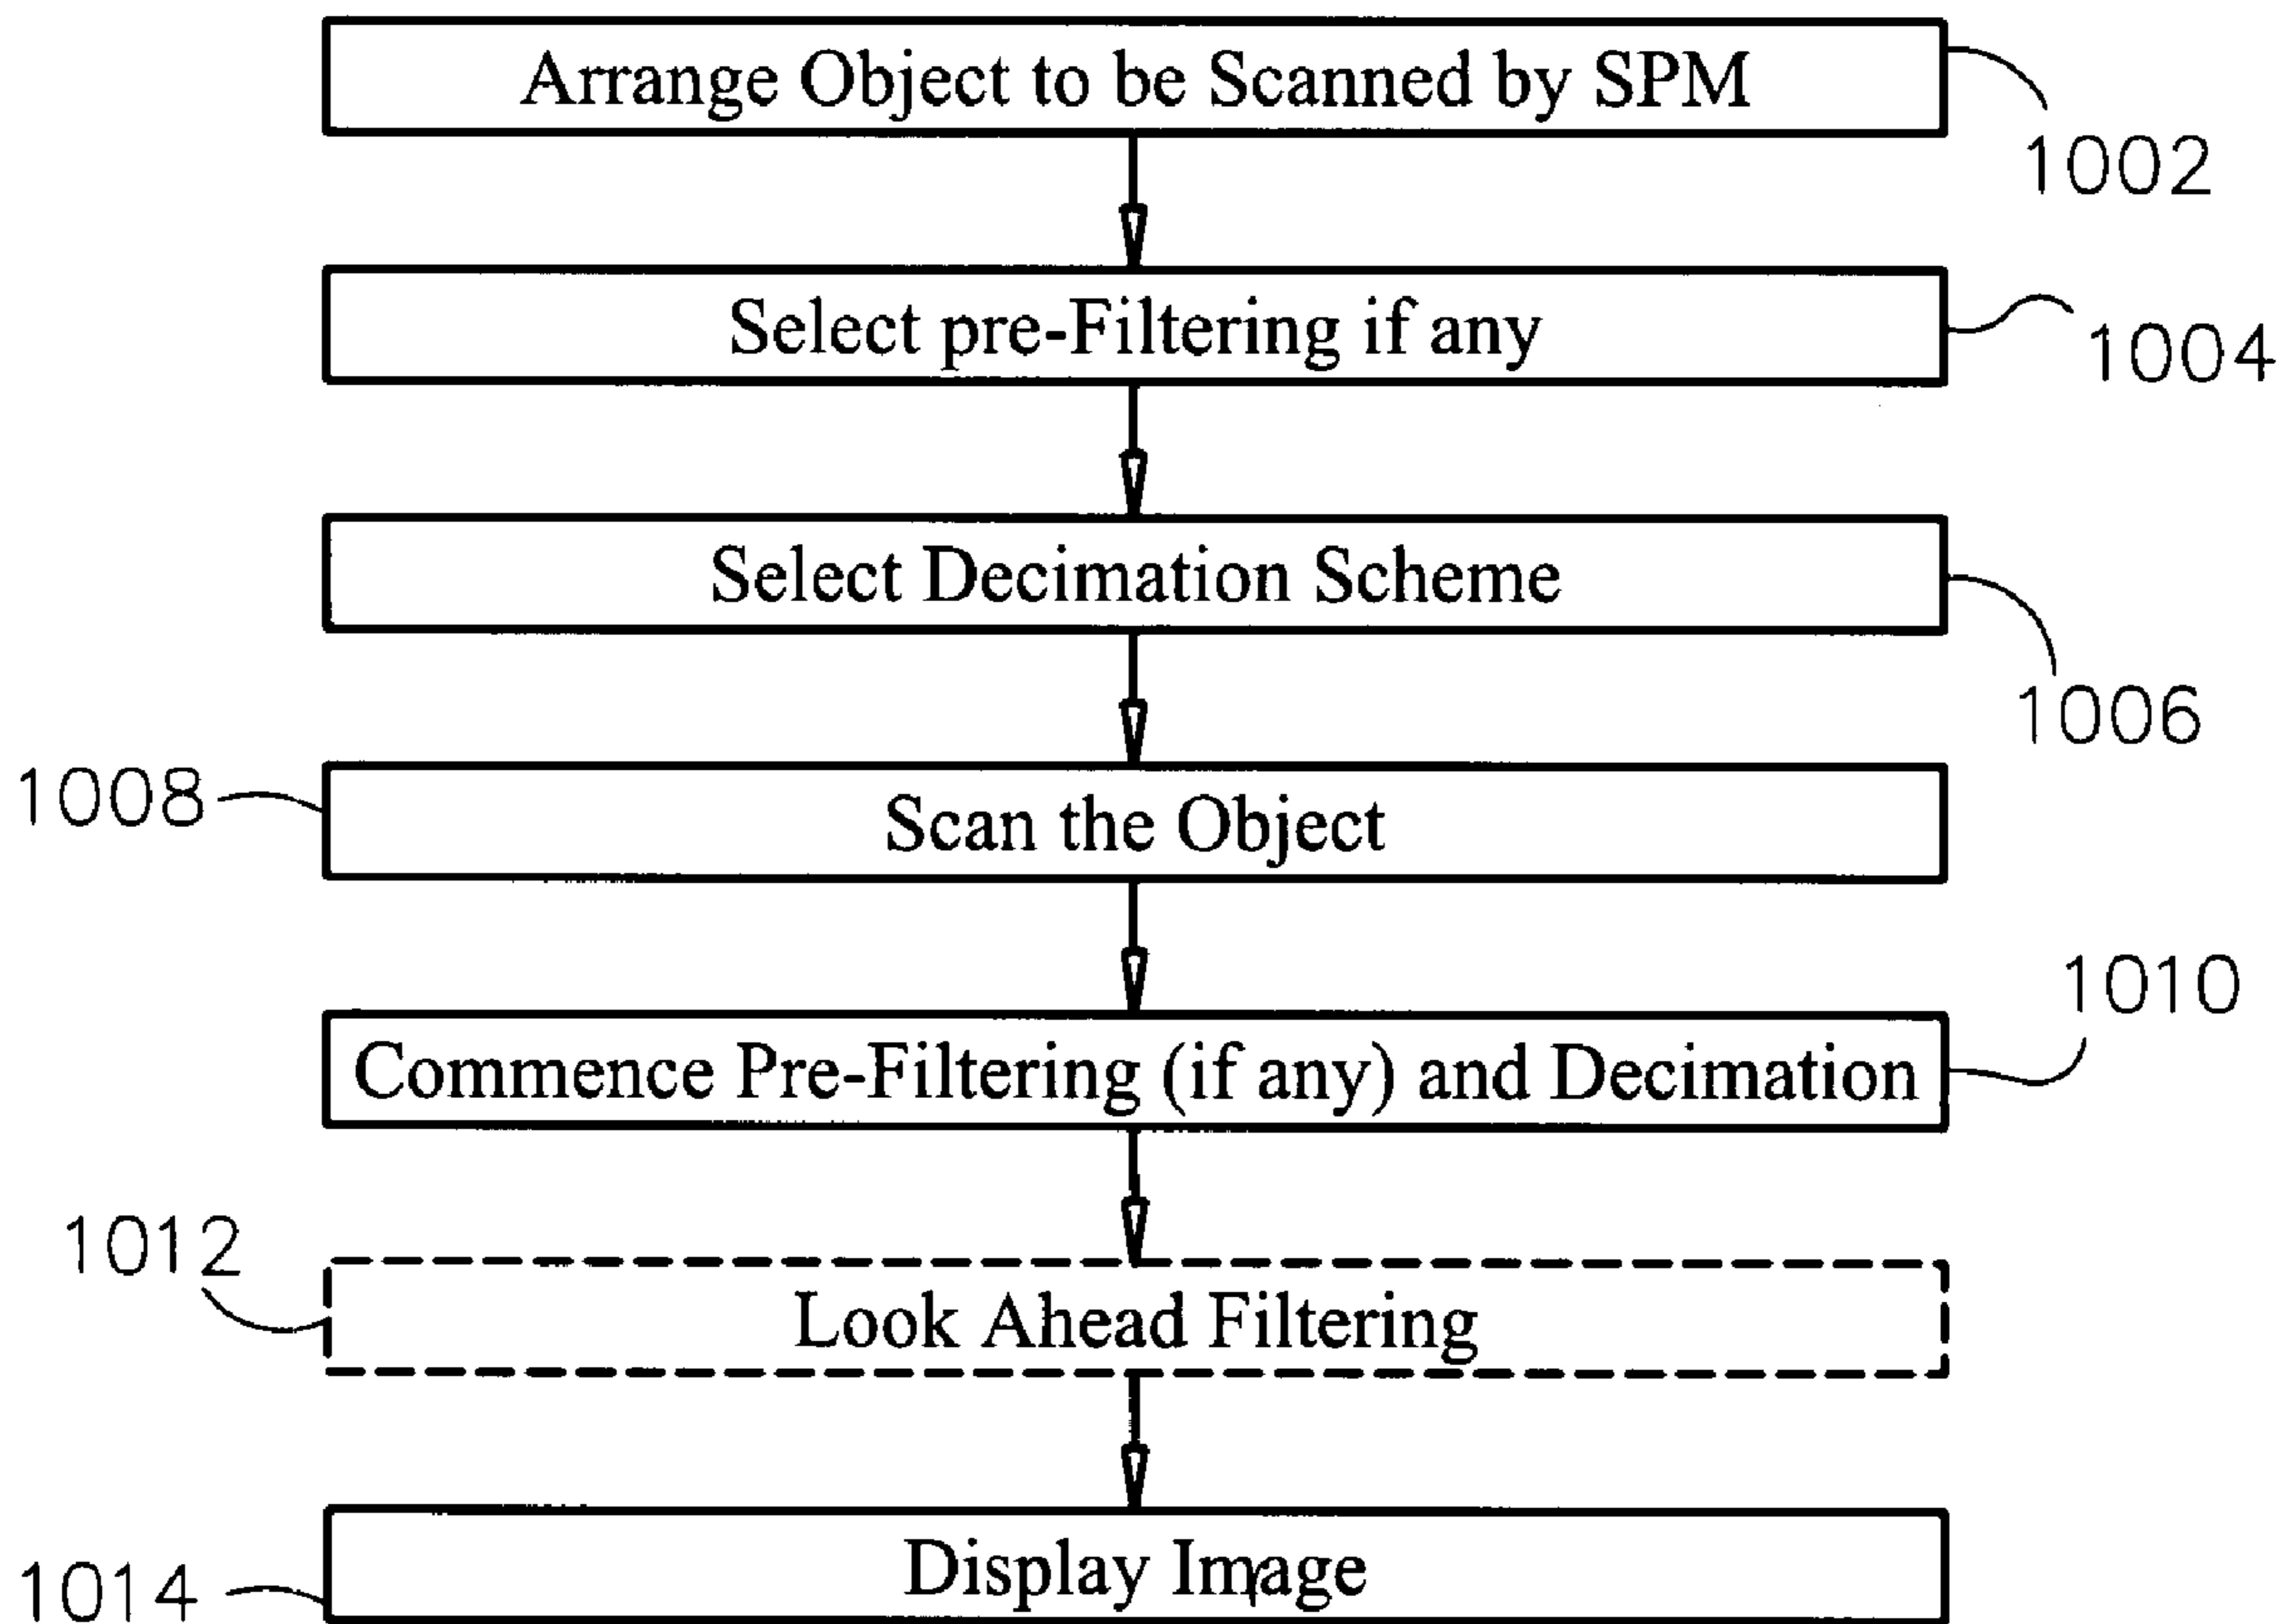 Arrange Object to be Scanned by SPM
1002
Select pre-Filtering if any
1004
Select Decimation Scheme
1006
1008
Scan the Object
1010
Commence Pre-Filtering (if any) and Decimation
1012
Look Ahead Filtering
Display Image
1014